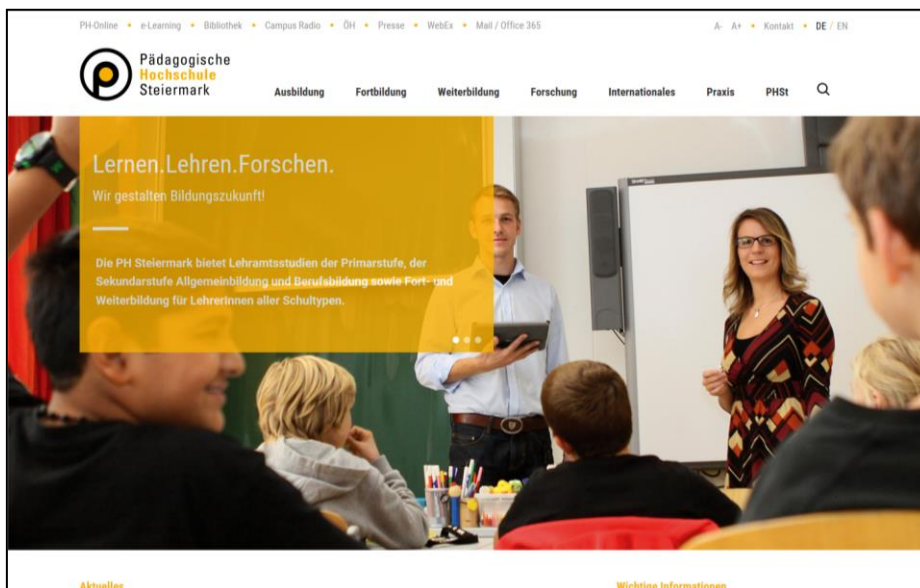 PH-Online • e-Learning • Bibliothek • Campus Radio • ÖH • Presse • WebEx • Mail / Office 365
A- A+ • Kontakt • DE / EN
Pädagogische
Hochschule
Steiermark
Ausbildung Fortbildung Weiterbildung Forschung Internationales Praxis PHSt
Lernen.Lehren.Forschen.
Wir gestalten Bildungszukunft!
Die PH Steiermark bietet Lehramtsstudien der Primarstufe, der
Sekundarstufe Allgemeinbildung und Berufsbildung sowie Fort- und
Weiterbildung für LehrerInnen aller Schultypen.
Aktuelles
Wichtige Informationen